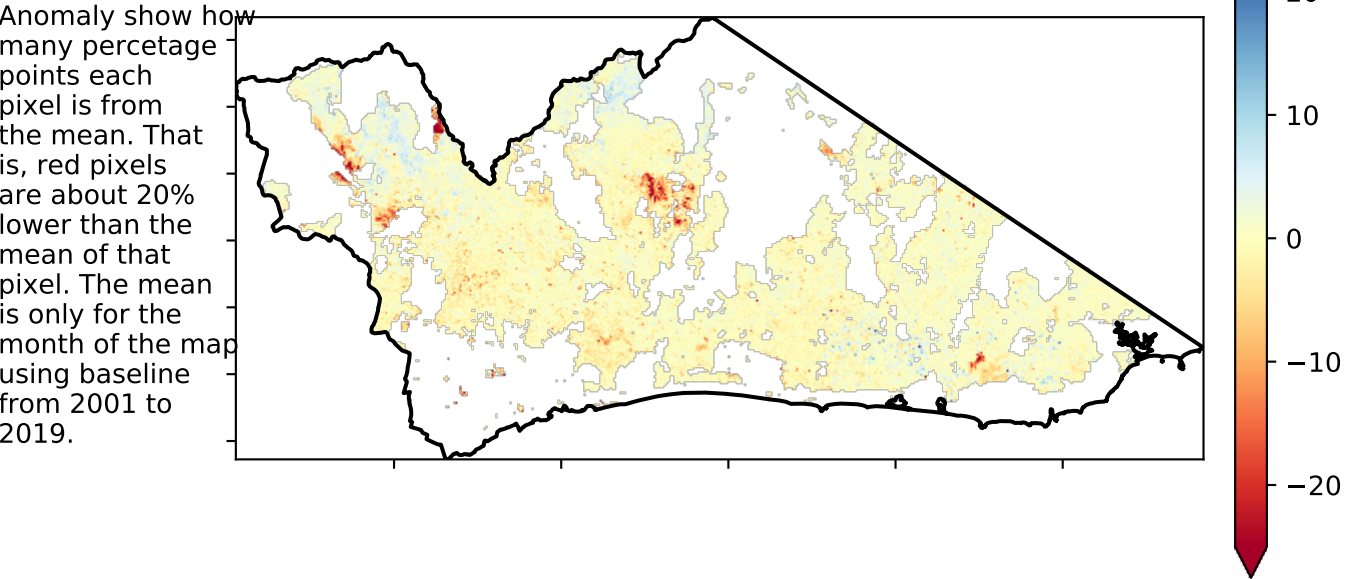 Anomaly show how
many percetage
points each
pixel is from
the mean. That
is, red pixels
are about 20%
lower than the
mean of that
pixel. The mean
is only for the
month of the map
using baseline
from 2001 to
2019.
10
0
−10
−20